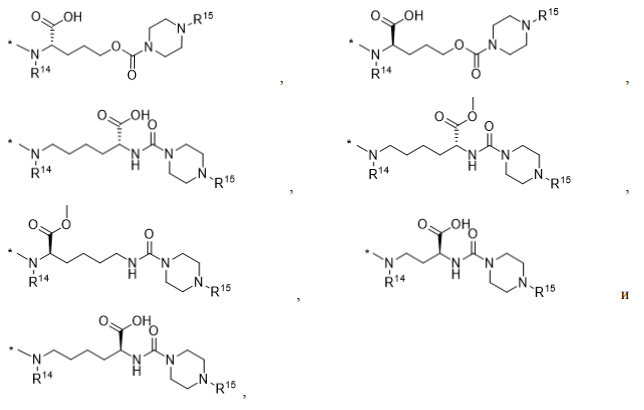 O OH
R¹⁵
N
* N O N
R¹⁴ O ,
O OH
R¹⁵
N
* N O N
R¹⁴ O ,
O OH
O
* N N H N
R¹⁴ N R¹⁵ ,
O O
O
* N N H N
R¹⁴ N R¹⁵ ,
O O
O
* N N H N
R¹⁴ N R¹⁵ ,
O OH
O
* N N H N
R¹⁴ N R¹⁵ и
O OH
O
* N N H N
R¹⁴ N R¹⁵ ,